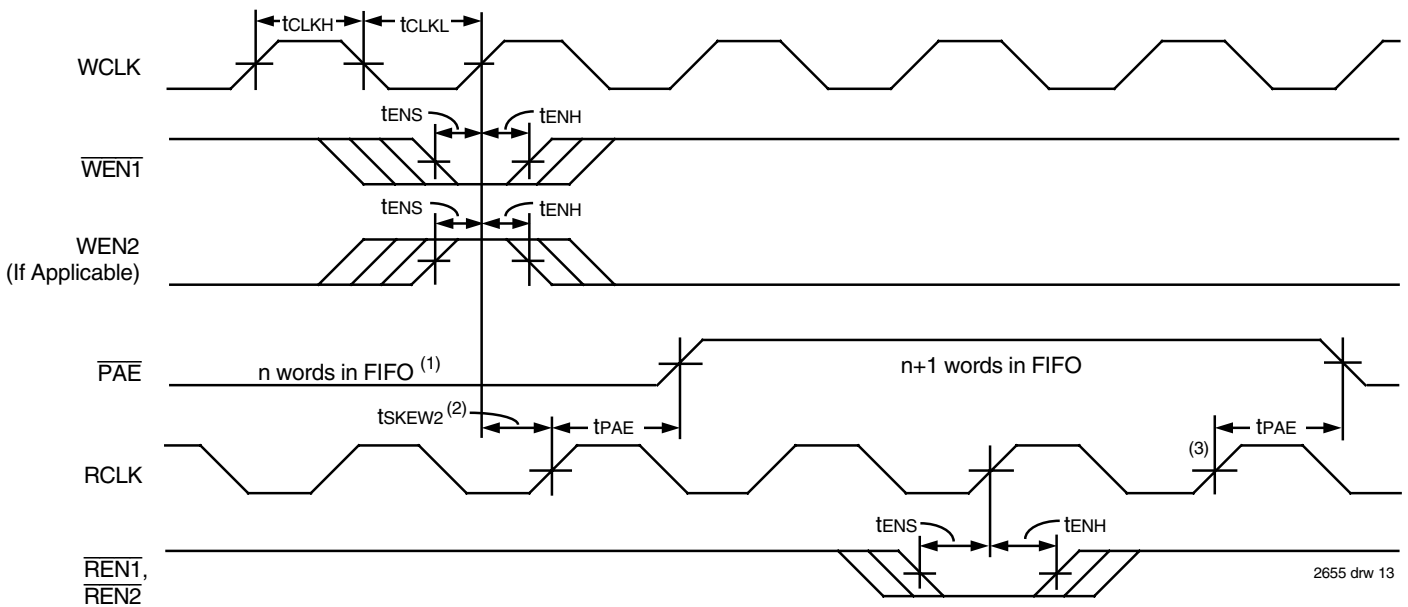 tCLKH tCLKL
WCLK
tENS tENH
WEN1
tENS tENH
WEN2
(If Applicable)
PAE
n words in FIFO (1)
n+1 words in FIFO
tSKEW2 (2)
tPAE
tPAE
(3)
RCLK
tENS tENH
REN1,
REN2
2655 drw 13